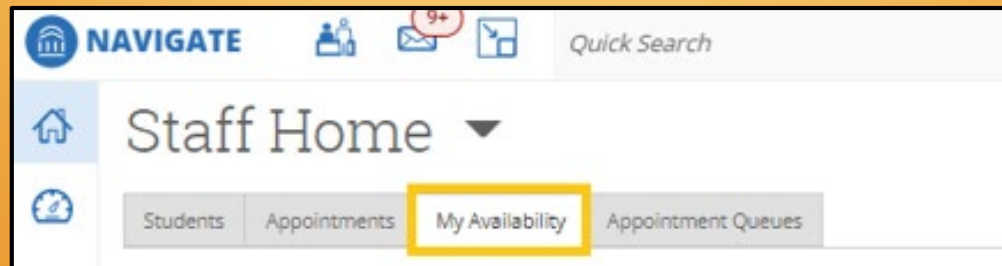 NAVIGATE 9+ Quick Search
Staff Home
Students Appointments My Availability Appointment Queues